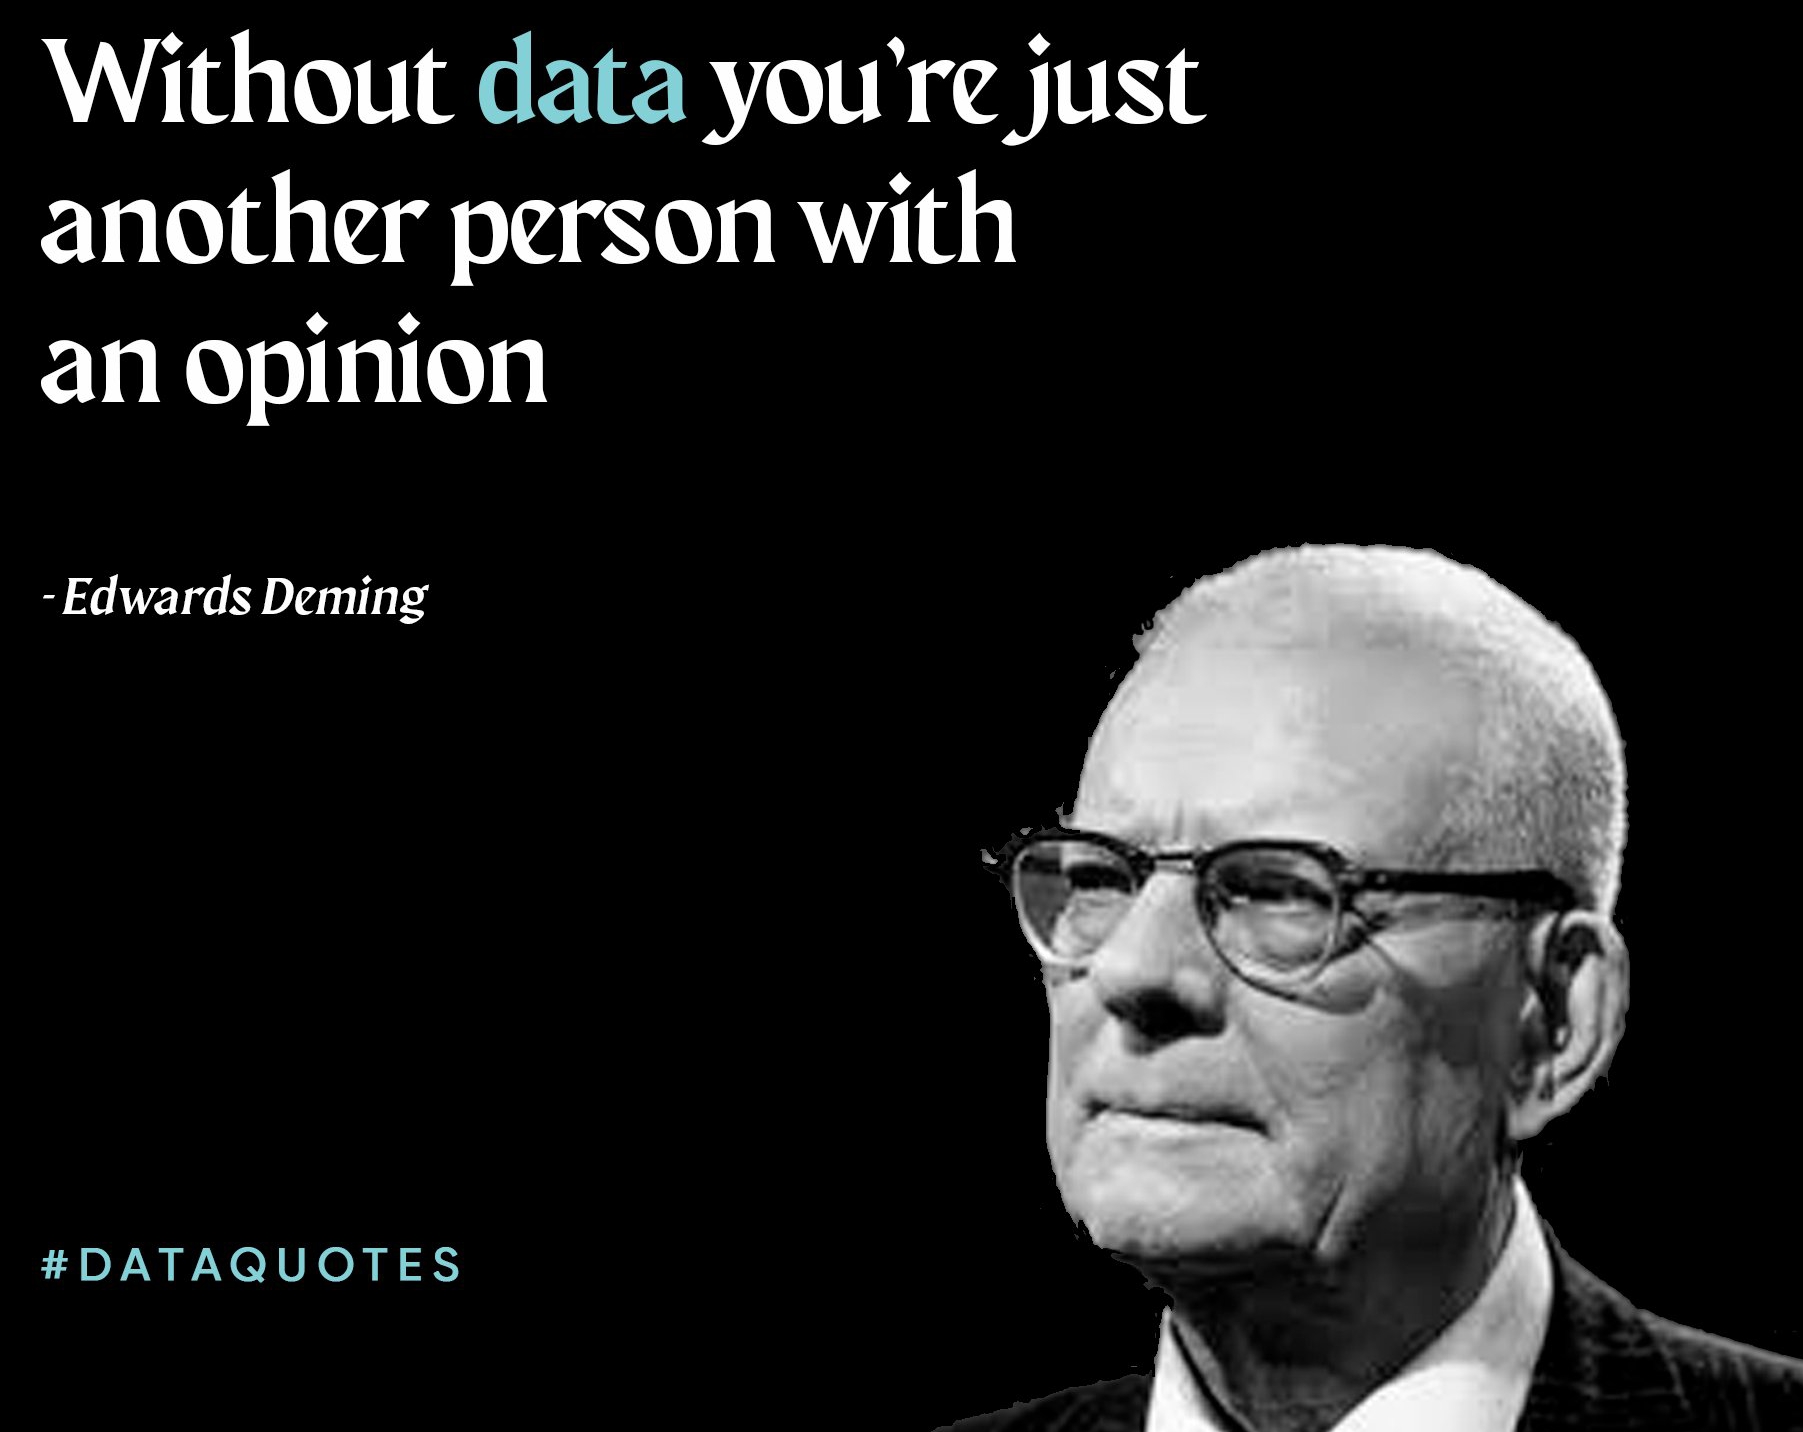 Without data you’re just
another person with
an opinion
- Edwards Deming
#DATAQUOTES